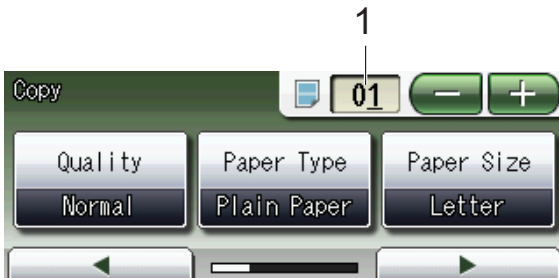 1
Copy 01 − +
Quality Paper Type Paper Size
Normal Plain Paper Letter